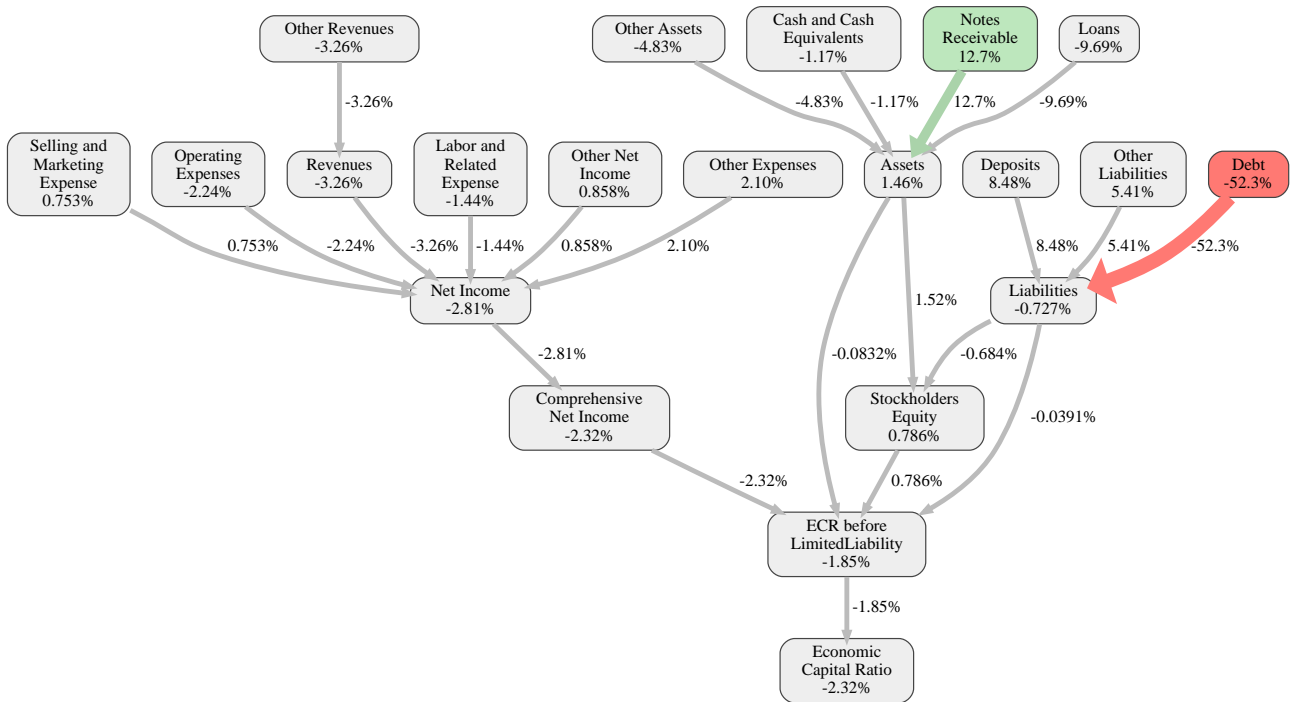 Other Revenues
-3.26%
Other Assets
-4.83%
Cash and Cash
Equivalents
-1.17%
Notes
Receivable
12.7%
Loans
-9.69%
-3.26%
-4.83%
-1.17%
12.7%
-9.69%
Selling and
Marketing
Expense
0.753%
Operating
Expenses
-2.24%
Revenues
-3.26%
Labor and
Related
Expense
-1.44%
Other Net
Income
0.858%
Other Expenses
2.10%
Assets
1.46%
Deposits
8.48%
Other
Liabilities
5.41%
Debt
-52.3%
0.753%
-2.24%
-3.26%
-1.44%
0.858%
2.10%
8.48%
5.41%
-52.3%
Net Income
-2.81%
Liabilities
-0.727%
1.52%
-2.81%
-0.0832%
-0.684%
Comprehensive
Net Income
-2.32%
Stockholders
Equity
0.786%
-0.0391%
-2.32%
0.786%
ECR before
LimitedLiability
-1.85%
-1.85%
Economic
Capital Ratio
-2.32%